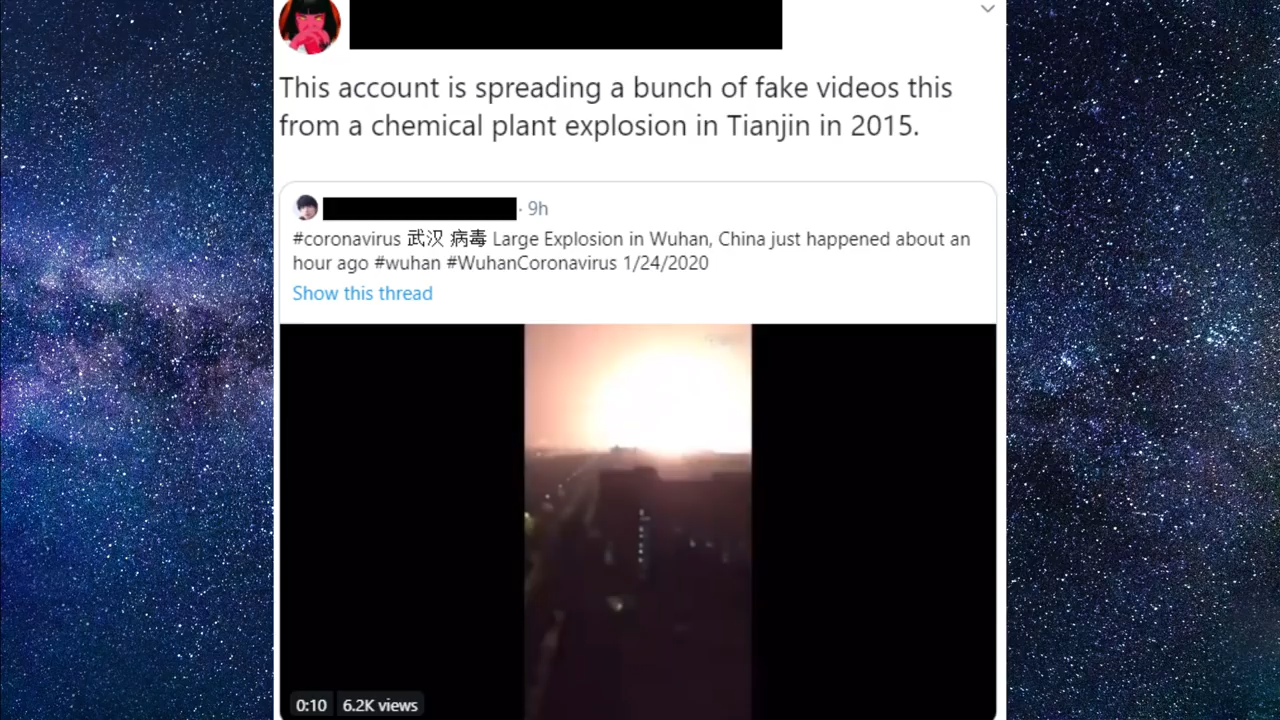 This account is spreading a bunch of fake videos this
from a chemical plant explosion in Tianjin in 2015.
· 9h
#coronavirus 武汉 病毒 Large Explosion in Wuhan, China just happened about an
hour ago #wuhan #WuhanCoronavirus 1/24/2020
Show this thread
0:10 6.2K views